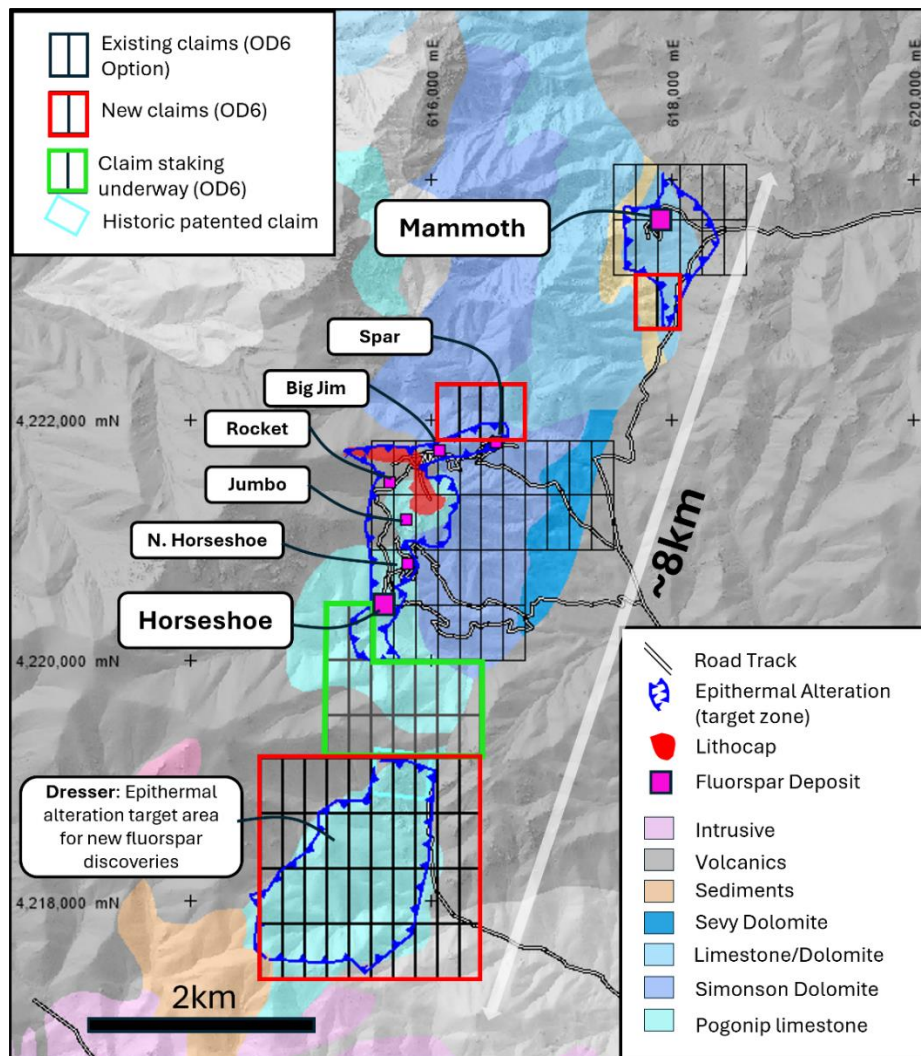 Existing claims (OD6
Option)
New claims (OD6)
Claim staking
underway (OD6)
Historic patented claim
616,000 mE
618,000 mE
620,000 mE
Mammoth
Spar
Big Jim
4,222,000 mN
Rocket
Jumbo
N. Horseshoe
~8km
Horseshoe
4,220,000 mN
Dresser: Epithermal
alteration target area
for new fluorspar
discoveries
4,218,000 mN
2km
Road Track
Epithermal Alteration
(target zone)
Lithocap
Fluorspar Deposit
Intrusive
Volcanics
Sediments
Sevy Dolomite
Limestone/Dolomite
Simonson Dolomite
Pogonip limestone